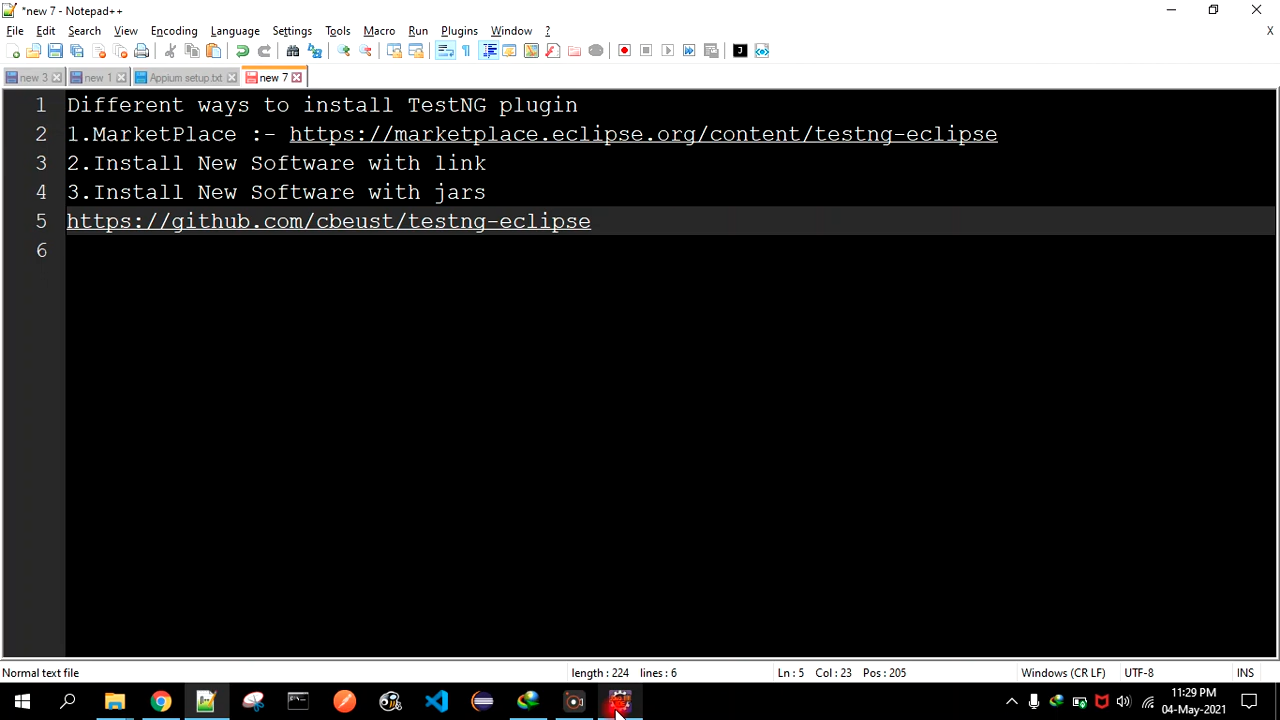 *new 7 - Notepad++
File Edit Search View Encoding Language Settings Tools Macro Run Plugins Window ? X
new 3 new 1 Appium setup.txt new 7
1 Different ways to install TestNG plugin
2 1.MarketPlace :- https://marketplace.eclipse.org/content/testng-eclipse
3 2.Install New Software with link
4 3.Install New Software with jars
5 https://github.com/cbeust/testng-eclipse
6
Normal text file length : 224 lines : 6 Ln : 5 Col : 23 Pos : 205 Windows (CR LF) UTF-8 INS
11:29 PM
04-May-2021